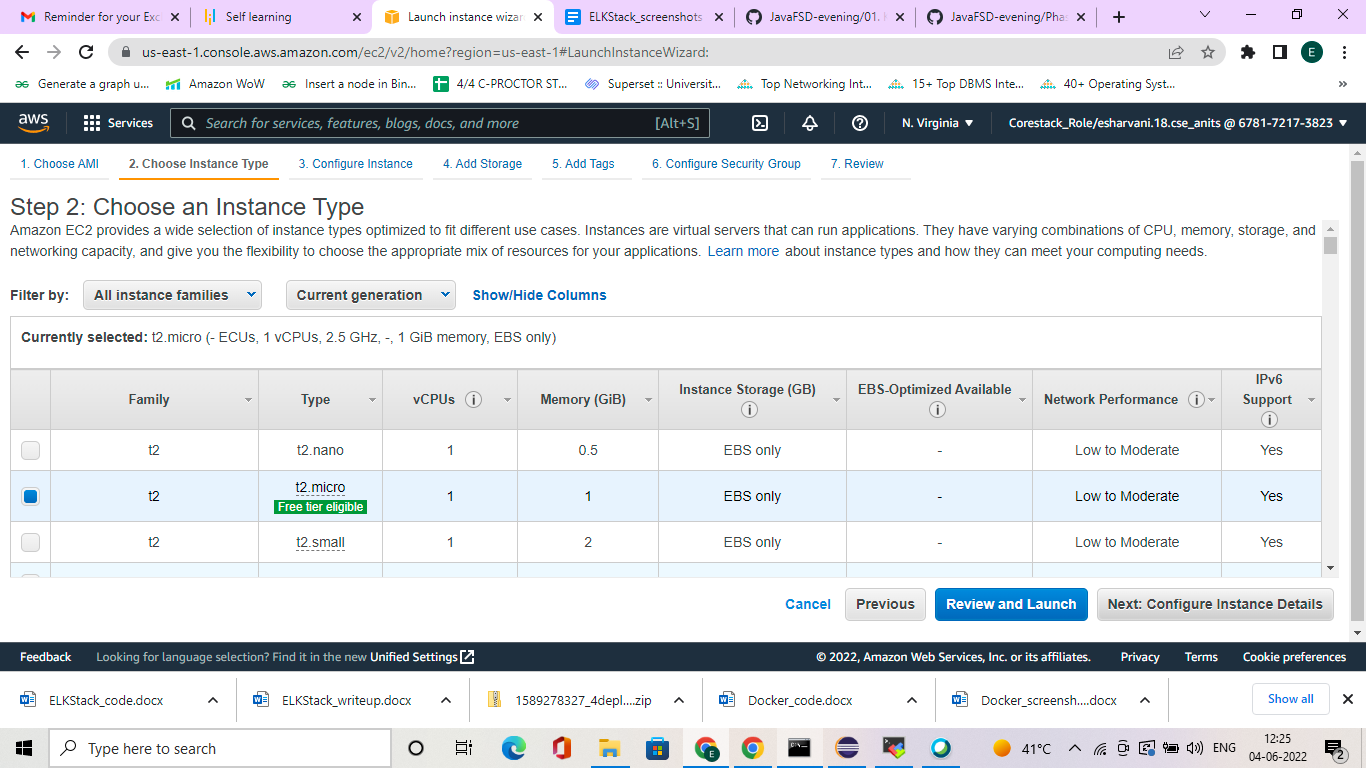 Reminder for your Exc
Self learning
Launch instance wizar
ELKStack_screenshots
JavaFSD-evening/01.
JavaFSD-evening/Pha
us-east-1.console.aws.amazon.com/ec2/v2/home?region=us-east-1#LaunchInstanceWizard:
E
Generate a graph u...
Amazon WoW
Insert a node in Bin...
4/4 C-PROCTOR ST...
Superset :: Universit...
Top Networking Int...
15+ Top DBMS Inte...
40+ Operating Syst...
»
aws
Services
Search for services, features, blogs, docs, and more
[Alt+S]
N. Virginia
Corestack_Role/esharvani.18.cse_anits @ 6781-7217-3823
1. Choose AMI
2. Choose Instance Type
3. Configure Instance
4. Add Storage
5. Add Tags
6. Configure Security Group
7. Review
Step 2: Choose an Instance Type
Amazon EC2 provides a wide selection of instance types optimized to fit different use cases. Instances are virtual servers that can run applications. They have varying combinations of CPU, memory, storage, and
networking capacity, and give you the flexibility to choose the appropriate mix of resources for your applications. Learn more about instance types and how they can meet your computing needs.
Filter by:
All instance families
Current generation
Show/Hide Columns
Currently selected: t2.micro (- ECUs, 1 vCPUs, 2.5 GHz, -, 1 GiB memory, EBS only)
Family
Type
vCPUs
Memory (GiB)
Instance Storage (GB)
EBS-Optimized Available
Network Performance
IPv6
Support
t2
t2.nano
1
0.5
EBS only
-
Low to Moderate
Yes
t2
t2.micro
Free tier eligible
1
1
EBS only
-
Low to Moderate
Yes
t2
t2.small
1
2
EBS only
-
Low to Moderate
Yes
Cancel
Previous
Review and Launch
Next: Configure Instance Details
Feedback
Looking for language selection? Find it in the new Unified Settings
© 2022, Amazon Web Services, Inc. or its affiliates.
Privacy
Terms
Cookie preferences
ELKStack_code.docx
ELKStack_writeup.docx
1589278327_4depl....zip
Docker_code.docx
Docker_screensh....docx
Show all
Type here to search
41°C
ENG
12:25
04-06-2022
2